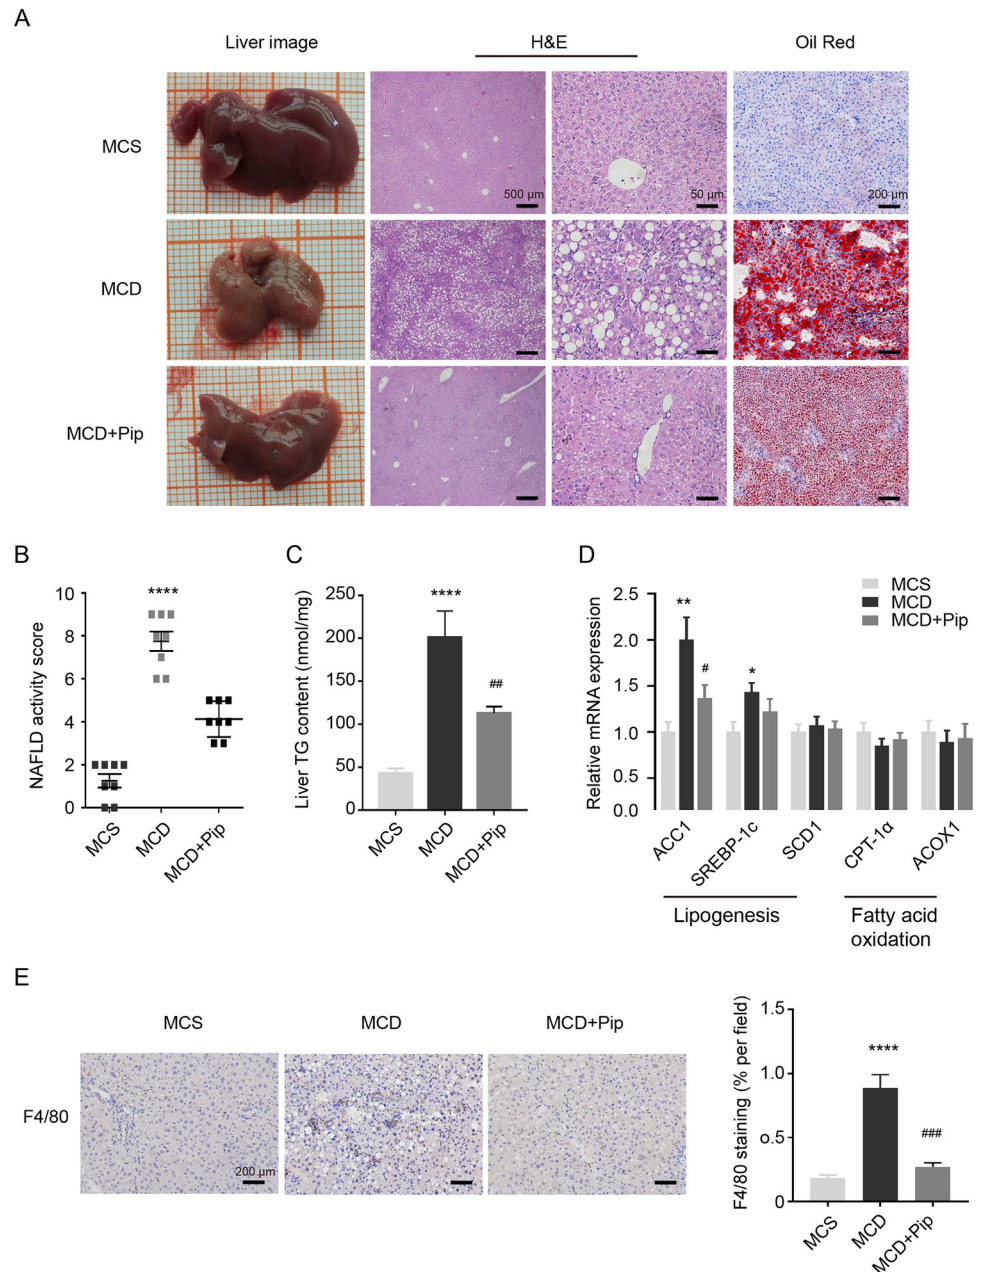 A
Liver image
H&E
Oil Red
MCS
500 µm
50 µm
200 µm
MCD
MCD+Pip
B
NAFLD activity score
10
8
6
4
2
0
****
MCS
MCD
MCD+Pip
C
Liver TG content (nmol/mg)
250
200
150
100
50
0
****
##
MCS
MCD
MCD+Pip
D
Relative mRNA expression
2.5
2.0
1.5
1.0
0.5
0.0
**
#
*
MCS
MCD
MCD+Pip
ACC1
SREBP-1c
SCD1
CPT-1α
ACOX1
Lipogenesis
Fatty acid
oxidation
E
MCS
MCD
MCD+Pip
F4/80
200 µm
F4/80 staining (% per field)
1.5
1.0
0.5
0
****
###
MCS
MCD
MCD+Pip